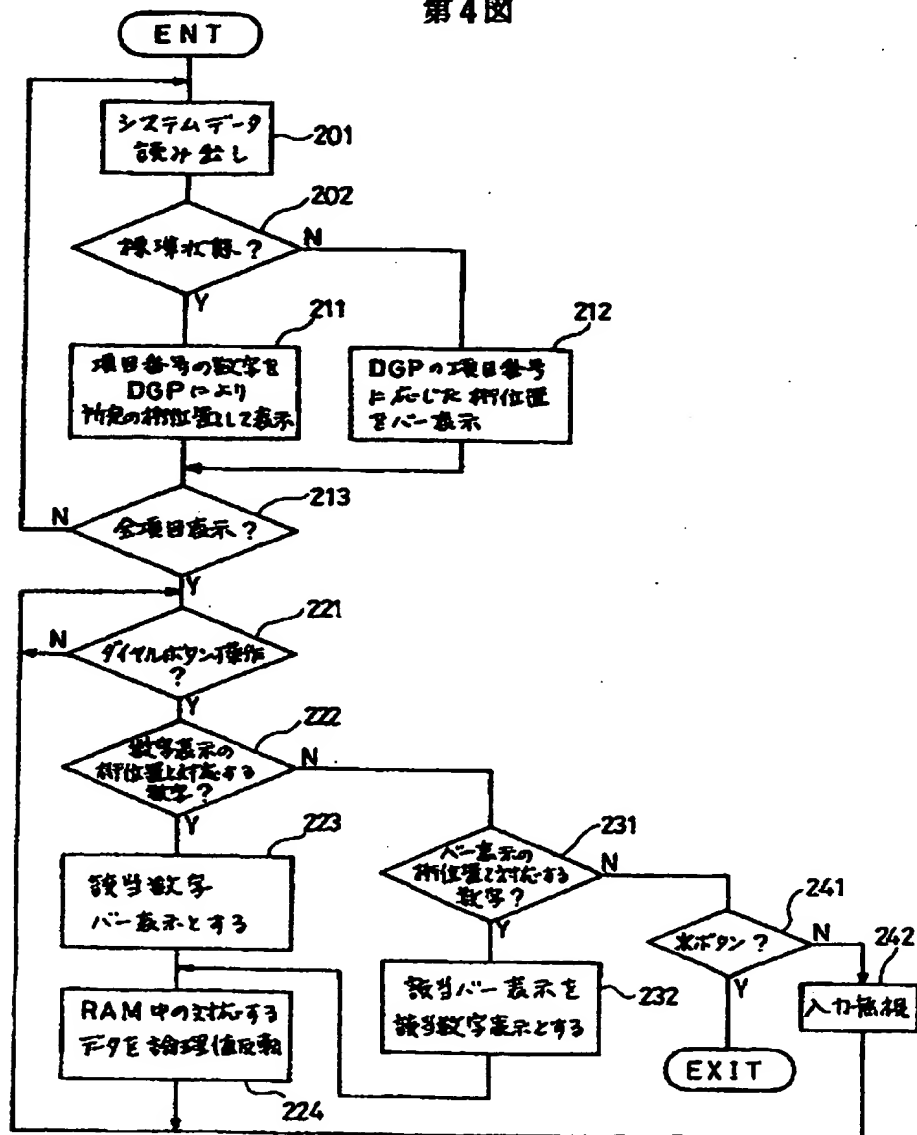 第4図
ENT
システムデータ
読み出し
201
202
標準状態?
N
Y
211
212
項目番号の数字を
DGPにより
所定の桁位置として表示
DGPの項目番号
に応じた桁位置
をバー表示
213
N
全項目表示?
Y
221
N
ダイヤルボタン操作
?
Y
222
数字表示の
桁位置と対応する
数字?
N
Y
223
231
該当数字
バー表示とする
バー表示の
桁位置と対応する
数字?
N
Y
241
242
*ボタン?
N
Y
RAM中の対応する
データを論理値反転
224
該当バー表示を
該当数字表示とする
232
入力無視
EXIT